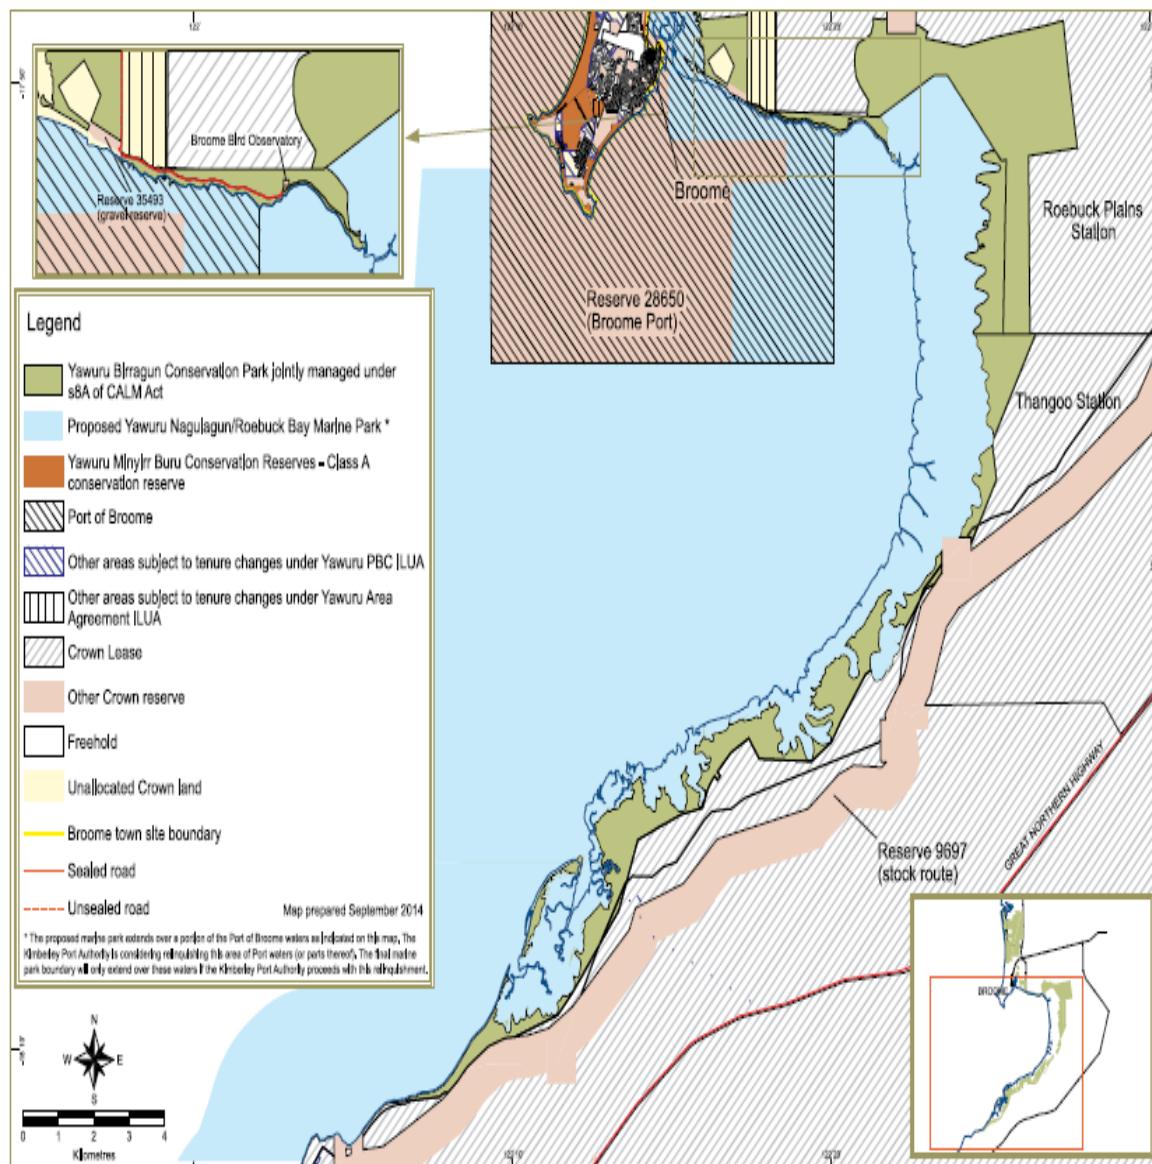 122'
Broome Bird Observatory
Reserve 35493
(gravel reserve)
Broome
Roebuck Plains
Station
Reserve 28650
(Broome Port)
Thangoo Station
Legend
Yawuru Birragun Conservation Park jointly managed under
s8A of CALM Act
Proposed Yawuru Nagulagun/Roebuck Bay Marine Park *
Yawuru Minyirr Buru Conservation Reserves - Class A
conservation reserve
Port of Broome
Other areas subject to tenure changes under Yawuru PBC ILUA
Other areas subject to tenure changes under Yawuru Area
Agreement ILUA
Crown Lease
Other Crown reserve
Freehold
Unallocated Crown land
Broome town site boundary
Sealed road
Unsealed road
Map prepared September 2014
* The proposed marine park extends over a portion of the Port of Broome waters as indicated on this map. The
Kimberley Port Authority is considering relinquishing this area of Port waters (or parts thereof). The final marine
park boundary will only extend over these waters if the Kimberley Port Authority proceeds with this relinquishment.
GREAT NORTHERN HIGHWAY
Reserve 9697
(stock route)
BROOME
N
W E
S
0 1 2 3 4
Kilometres